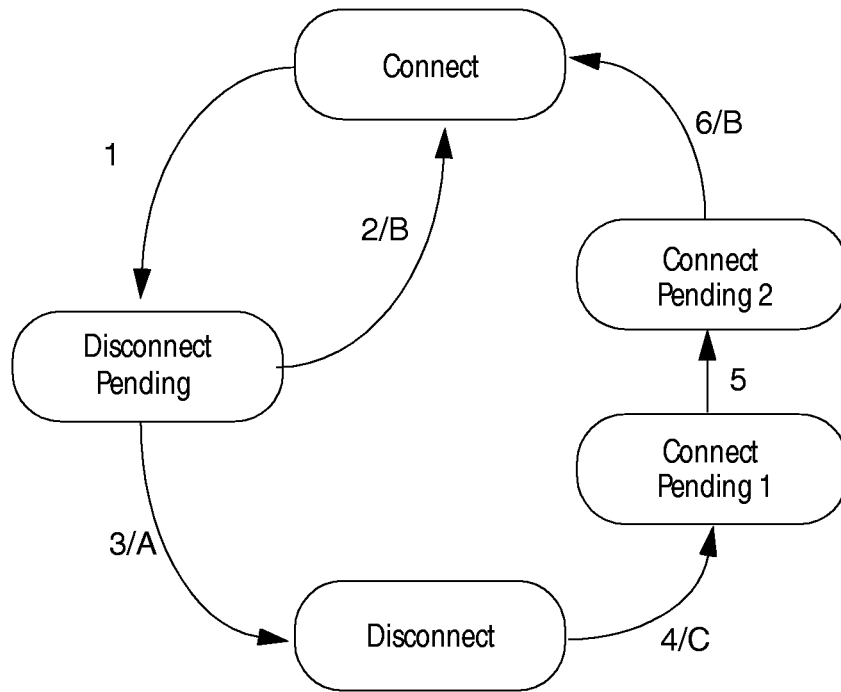 Connect
1
6/B
2/B
Connect
Pending 2
Disconnect
Pending
5
Connect
Pending 1
3/A
Disconnect
4/C